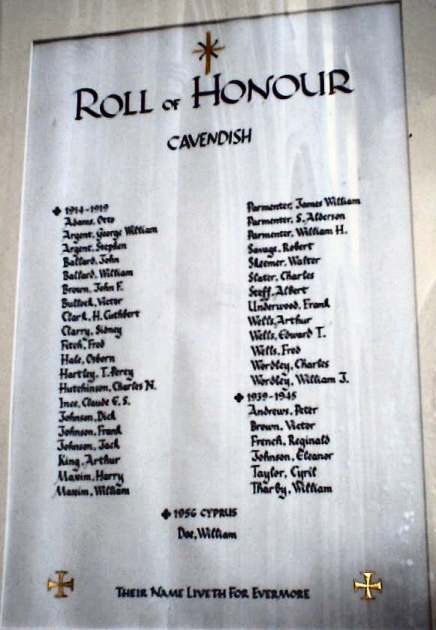 ROLL OF HONOUR
CAVENDISH
1914-1919
Adams, Otto
Argent, George William
Argent, Stephen
Ballard, John
Ballard, William
Brown, John F.
Bullock, Victor
Clark, H. Cuthbert
Clarry, Sidney
Fitch, Fred
Hale, Osborn
Hartley, T. Percy
Hutchinson, Charles N.
Ince, Claude E. S.
Johnson, Dick
Johnson, Frank
Johnson, Jack
King, Arthur
Maxim, Harry
Maxim, William
Parmenter, James William
Parmenter, S. Alderson
Parmenter, William H.
Savage, Robert
Skeemer, Walter
Slater, Charles
Steff, Albert
Underwood, Frank
Wells, Arthur
Wells, Edward T.
Wells, Fred
Wordley, Charles
Wordley, William J.
1939-1945
Andrews, Peter
Brown, Victor
French, Reginald
Johnson, Eleanor
Taylor, Cyril
Tharby, William
1956 CYPRUS
Doe, William
THEIR NAME LIVETH FOR EVERMORE